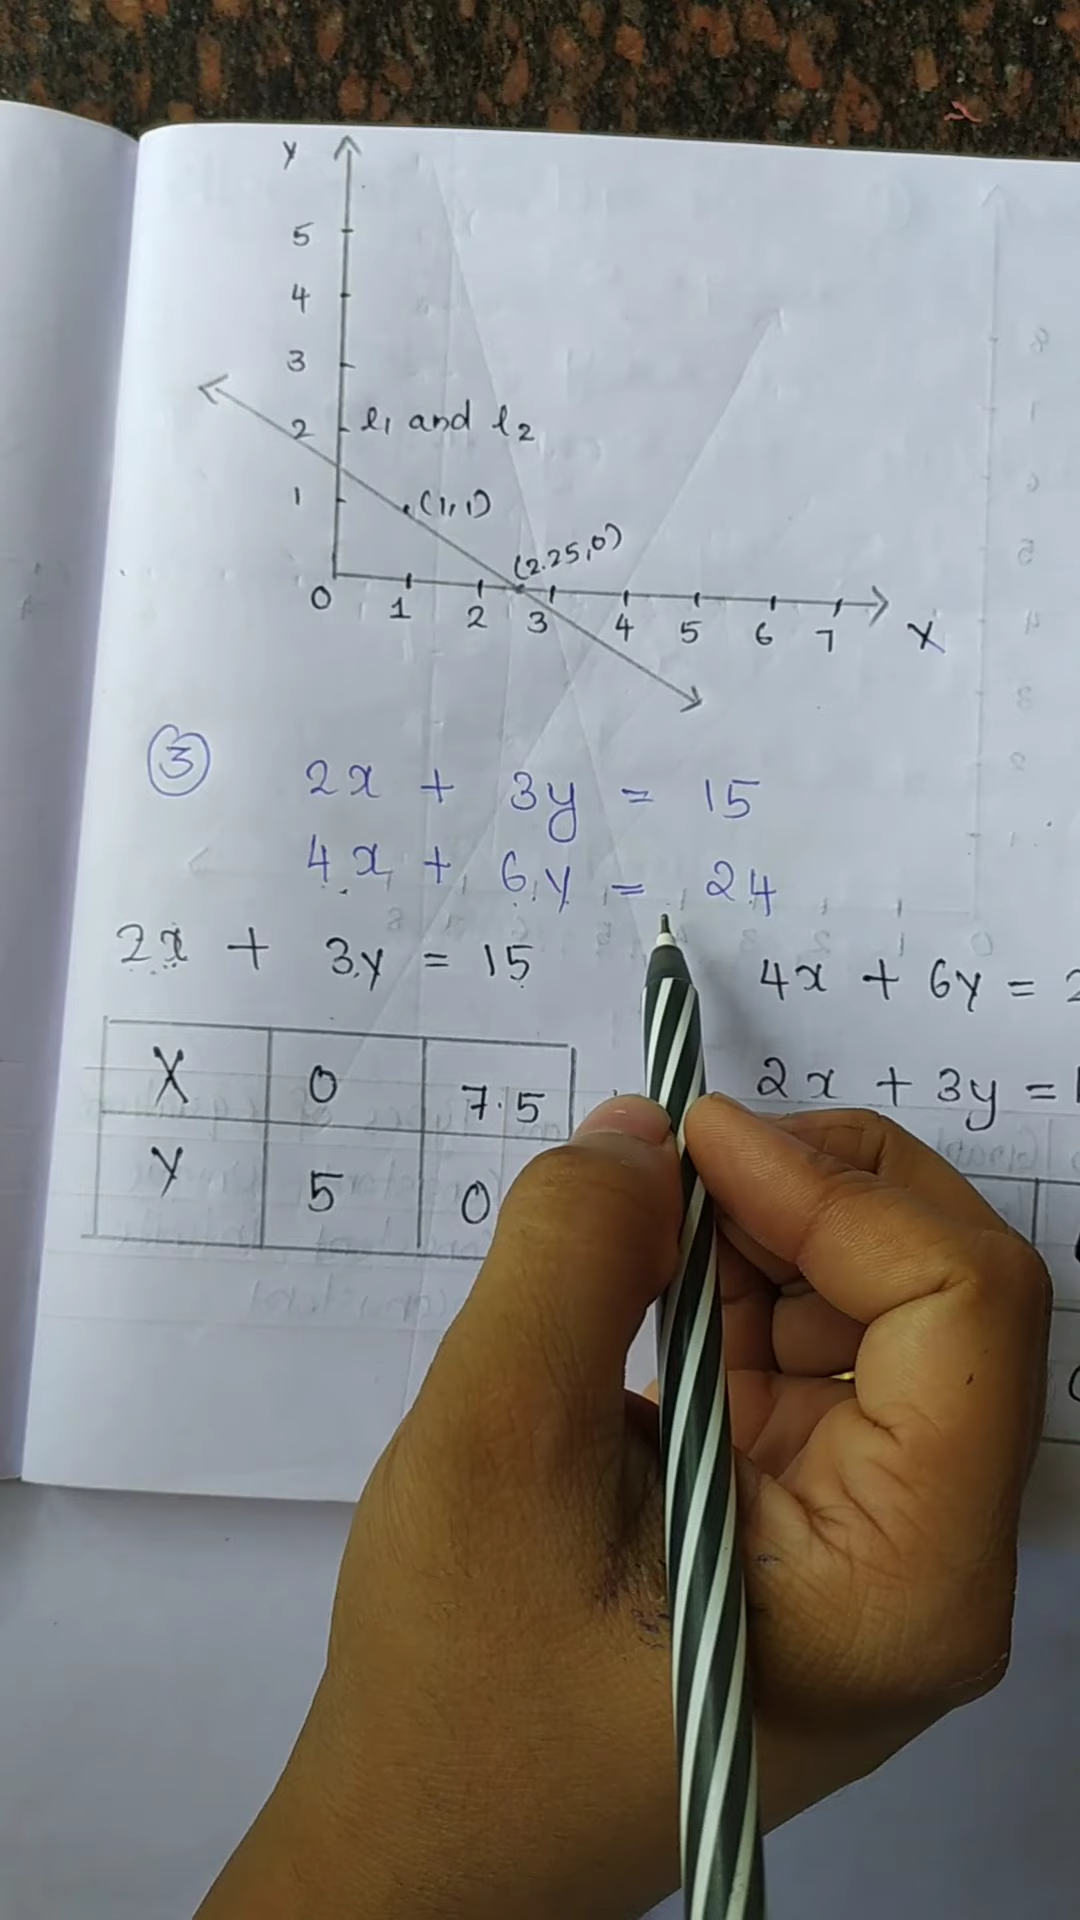 Y
5
4
3
2 l₁ and l₂
1 (1,1)
(2.25,0)
0 1 2 3 4 5 6 7 X
③ 2x + 3y = 15
4x + 6y = 24
2x + 3y = 15
4x + 6y =
2x + 3y =
X 0 7.5
Y 5 0